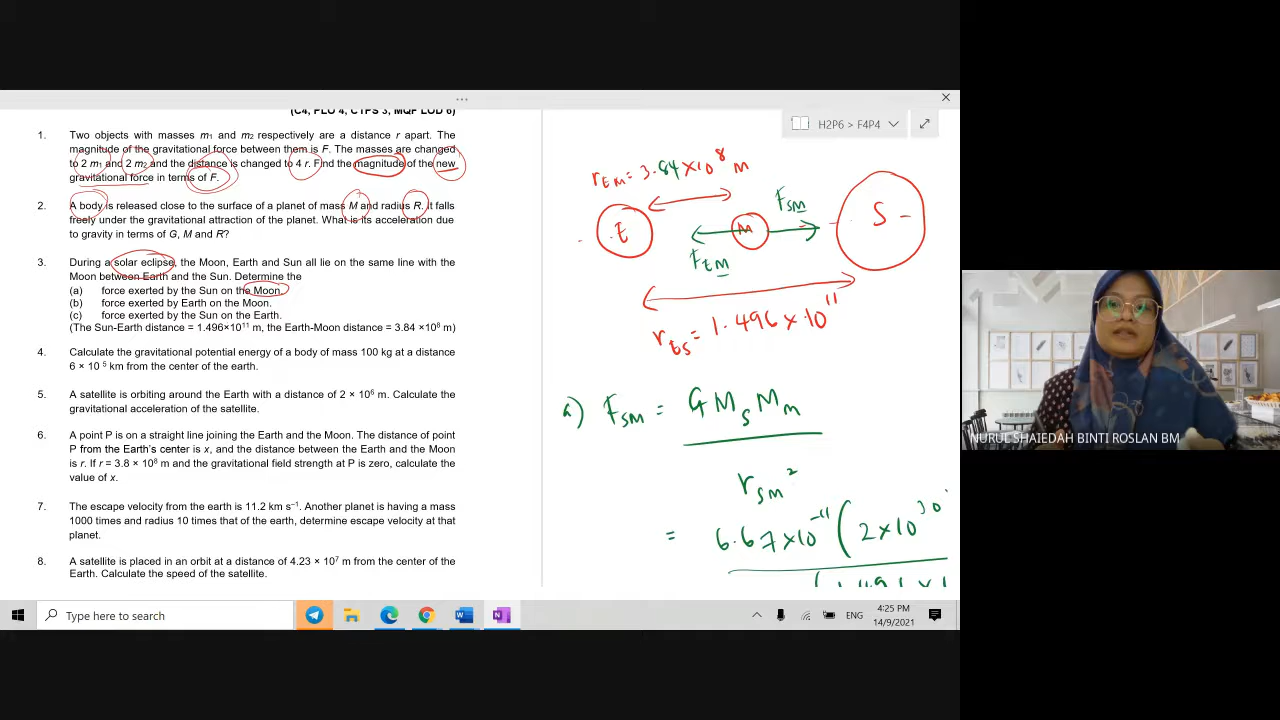 (C4, PLO 4, CTPS 3, MQF LOD 6)
1. Two objects with masses m1 and m2 respectively are a distance r apart. The
magnitude of the gravitational force between them is F. The masses are changed
to 2 m1 and 2 m2 and the distance is changed to 4 r. Find the magnitude of the new
gravitational force in terms of F.
2. A body is released close to the surface of a planet of mass M and radius R. It falls
freely under the gravitational attraction of the planet. What is its acceleration due
to gravity in terms of G, M and R?
3. During a solar eclipse, the Moon, Earth and Sun all lie on the same line with the
Moon between Earth and the Sun. Determine the
(a) force exerted by the Sun on the Moon.
(b) force exerted by Earth on the Moon.
(c) force exerted by the Sun on the Earth.
(The Sun-Earth distance = 1.496×10¹¹ m, the Earth-Moon distance = 3.84 ×10⁸ m)
4. Calculate the gravitational potential energy of a body of mass 100 kg at a distance
6 × 10 ⁵ km from the center of the earth.
5. A satellite is orbiting around the Earth with a distance of 2 × 10⁶ m. Calculate the
gravitational acceleration of the satellite.
6. A point P is on a straight line joining the Earth and the Moon. The distance of point
P from the Earth's center is x, and the distance between the Earth and the Moon
is r. If r = 3.8 × 10⁸ m and the gravitational field strength at P is zero, calculate the
value of x.
7. The escape velocity from the earth is 11.2 km s⁻¹. Another planet is having a mass
1000 times and radius 10 times that of the earth, determine escape velocity at that
planet.
8. A satellite is placed in an orbit at a distance of 4.23 × 10⁷ m from the center of the
Earth. Calculate the speed of the satellite.
H2P6 > F4P4
rEM = 3.84×10⁸ M
FSM
E
M
S
FEM
rES = 1.496×10¹¹
a) FSM = GMsMm
rSM²
= 6.67×10⁻¹¹ (2×10³⁰
NURUL SHAIEDAH BINTI ROSLAN BM
Type here to search
ENG
4:25 PM
14/9/2021